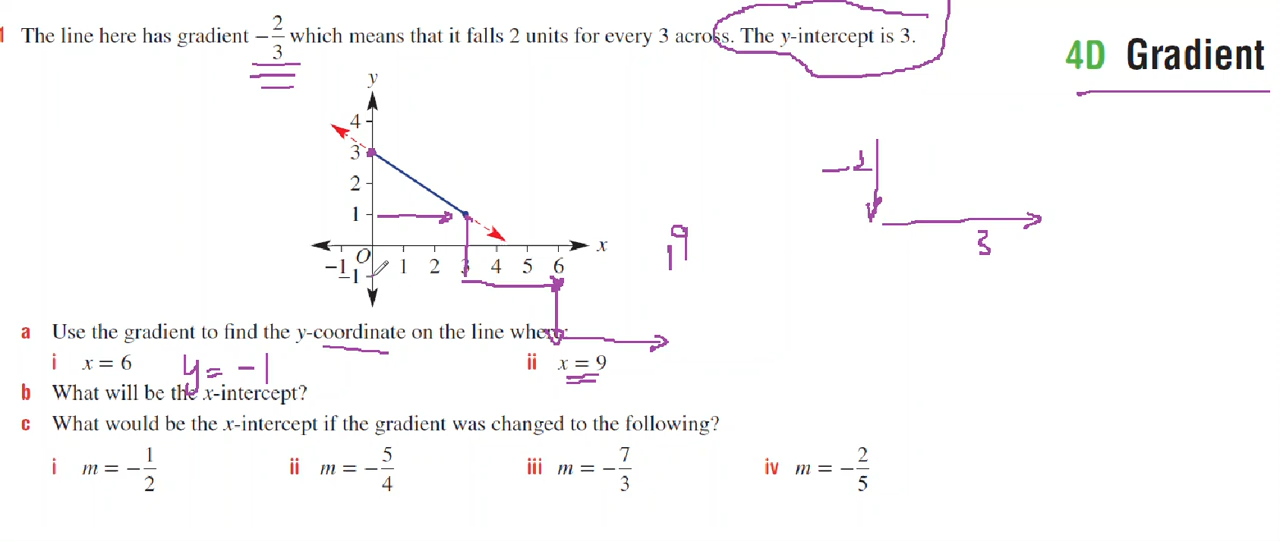 1 The line here has gradient −2/3 which means that it falls 2 units for every 3 across. The y-intercept is 3.
4D Gradient
y
4
3
2
1
O
x
−1 1 2 3 4 5 6
−1
−2
3
9
a Use the gradient to find the y-coordinate on the line where:
i x = 6
y = −1
ii x = 9
b What will be the x-intercept?
c What would be the x-intercept if the gradient was changed to the following?
i m = −1/2
ii m = −5/4
iii m = −7/3
iv m = −2/5